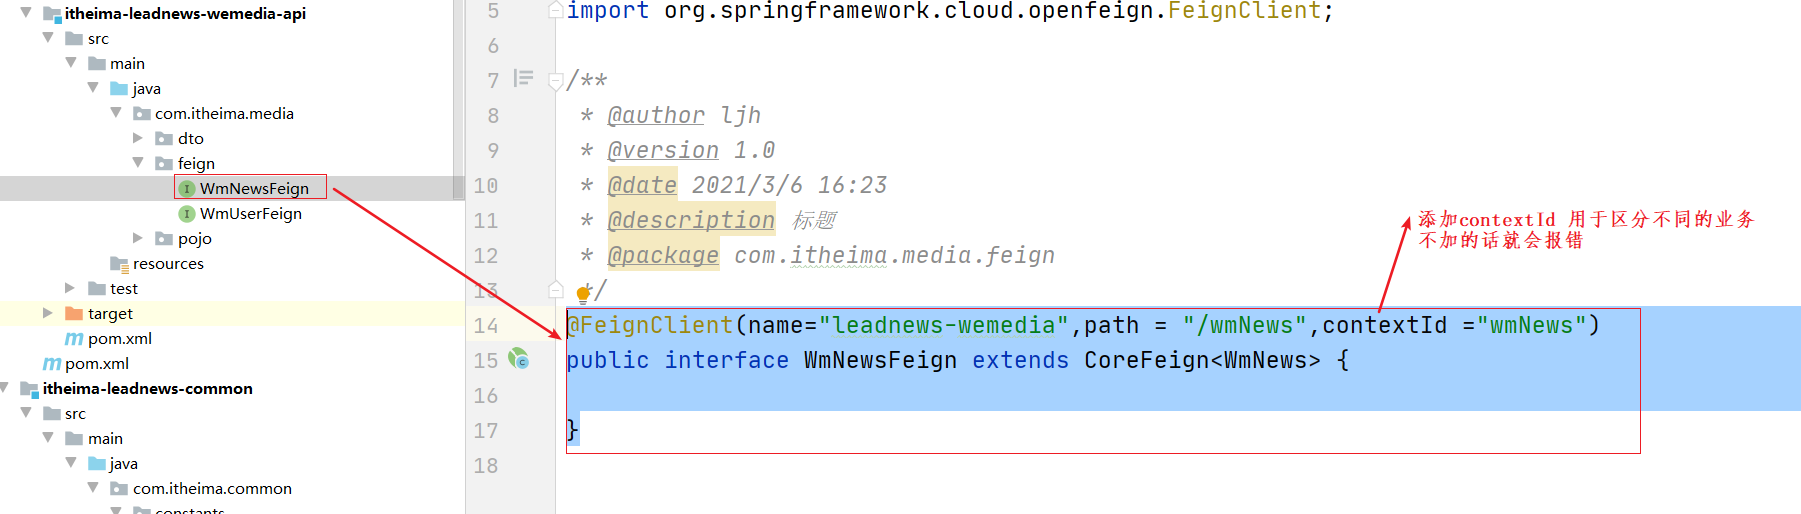 itheima-leadnews-wemedia-api
src
main
java
com.itheima.media
dto
feign
WmNewsFeign
WmUserFeign
pojo
resources
test
target
pom.xml
pom.xml
itheima-leadnews-common
src
main
java
com.itheima.common
constants
5 import org.springframework.cloud.openfeign.FeignClient;
6
7 /**
8 * @author ljh
9 * @version 1.0
10 * @date 2021/3/6 16:23
11 * @description 标题
12 * @package com.itheima.media.feign
13 */
14 @FeignClient(name="leadnews-wemedia",path = "/wmNews",contextId ="wmNews")
15 public interface WmNewsFeign extends CoreFeign<WmNews> {
16
17 }
18
添加contextId 用于区分不同的业务
不加的话就会报错